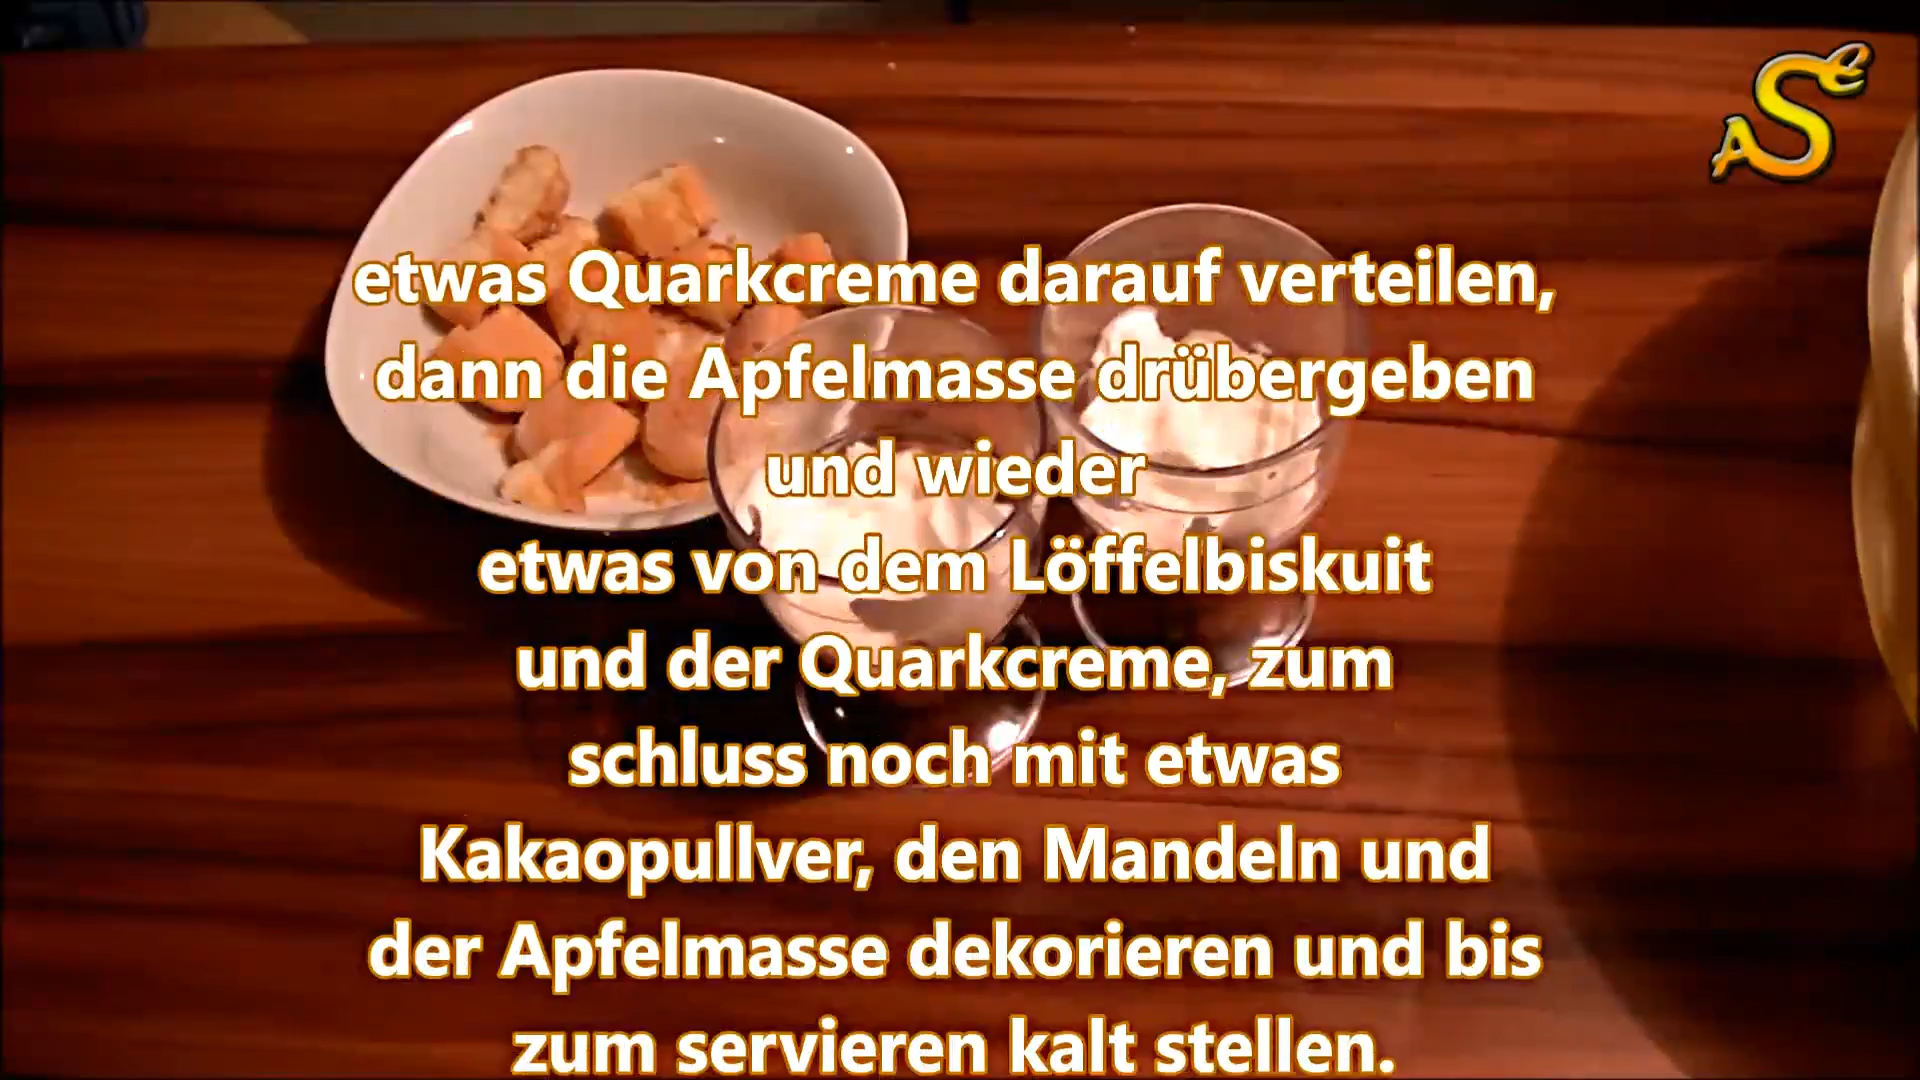 ASe
etwas Quarkcreme darauf verteilen,
dann die Apfelmasse drübergeben
und wieder
etwas von dem Löffelbiskuit
und der Quarkcreme, zum
schluss noch mit etwas
Kakaopullver, den Mandeln und
der Apfelmasse dekorieren und bis
zum servieren kalt stellen.